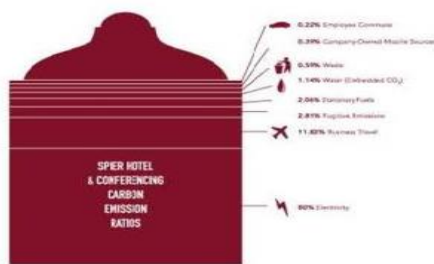 0.22% Employee Commute
0.39% Company-Owned Mobile Source
0.59% Waste
1.14% Water (Embedded CO₂)
2.06% Stationary Fuels
2.81% Fugitive Emissions
11.82% Business Travel
SPIER HOTEL
& CONFERENCING
CARBON
EMISSION
RATIOS
80% Electricity